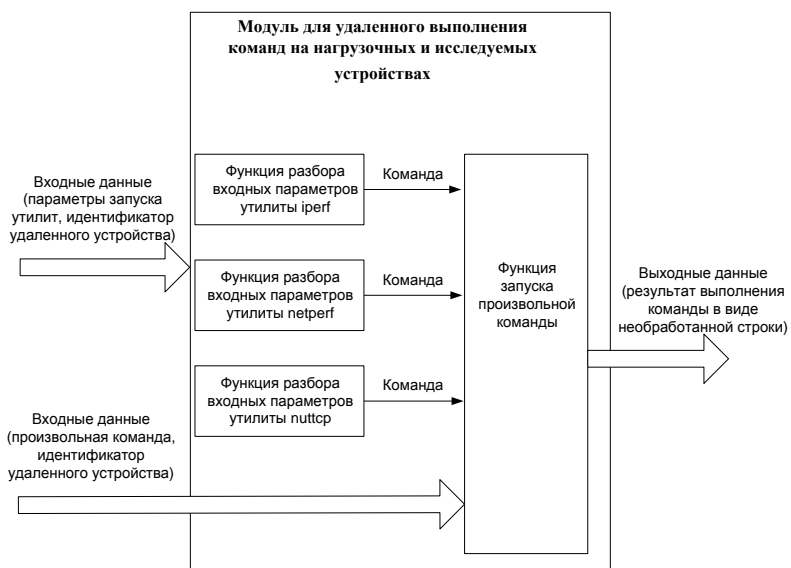 Модуль для удаленного выполнения
команд на нагрузочных и исследуемых
устройствах
Входные данные
(параметры запуска
утилит, идентификатор
удаленного устройства)
Функция разбора
входных параметров
утилиты iperf
Команда
Функция разбора
входных параметров
утилиты netperf
Команда
Функция разбора
входных параметров
утилиты nuttcp
Команда
Входные данные
(произвольная команда,
идентификатор
удаленного устройства)
Функция
запуска
произвольной
команды
Выходные данные
(результат выполнения
команды в виде
необработанной строки)